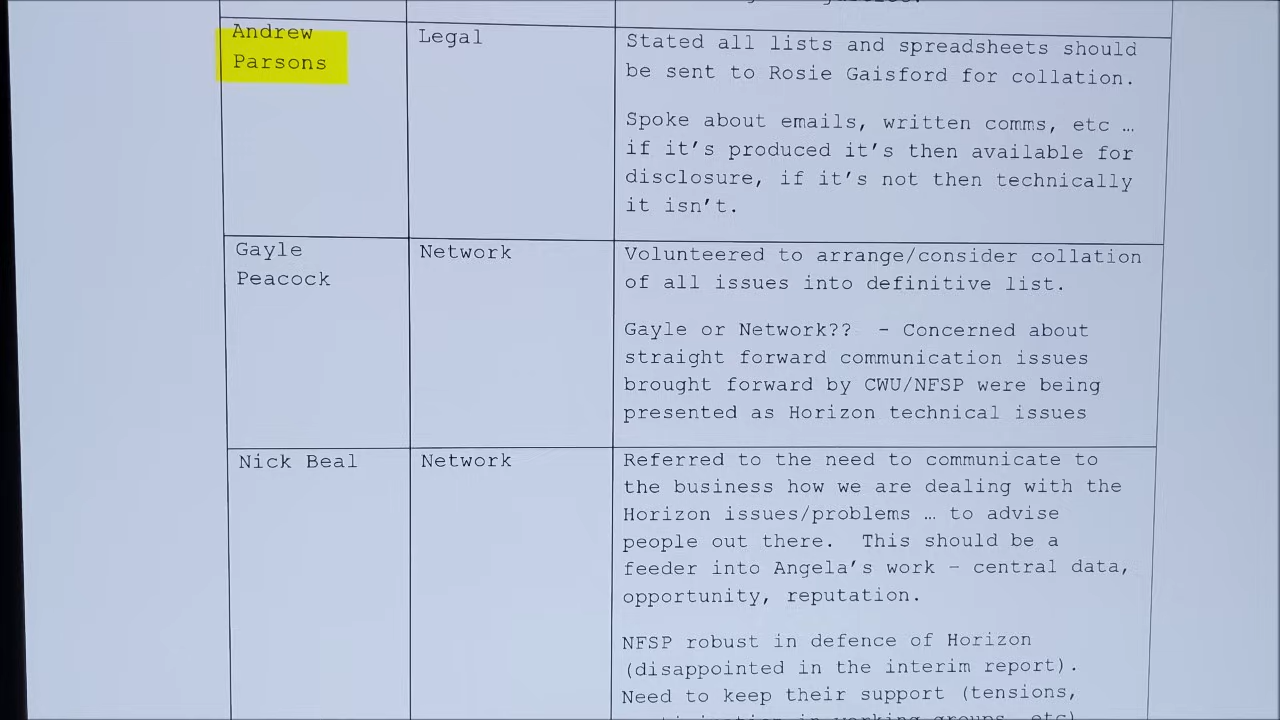 Andrew
Parsons
Legal
Stated all lists and spreadsheets should
be sent to Rosie Gaisford for collation.
Spoke about emails, written comms, etc …
if it's produced it's then available for
disclosure, if it's not then technically
it isn't.
Gayle
Peacock
Network
Volunteered to arrange/consider collation
of all issues into definitive list.
Gayle or Network??  - Concerned about
straight forward communication issues
brought forward by CWU/NFSP were being
presented as Horizon technical issues
Nick Beal
Network
Referred to the need to communicate to
the business how we are dealing with the
Horizon issues/problems … to advise
people out there.  This should be a
feeder into Angela's work – central data,
opportunity, reputation.
NFSP robust in defence of Horizon
(disappointed in the interim report).
Need to keep their support (tensions,
in working groups, etc)